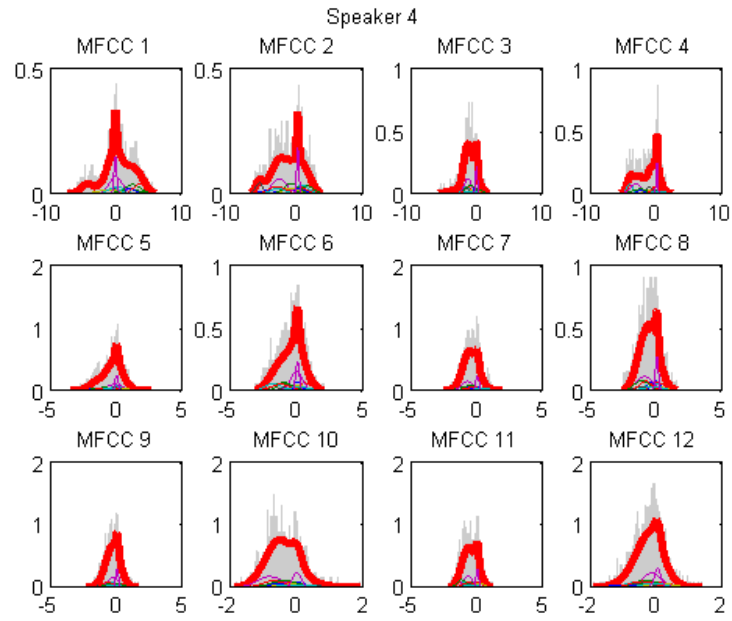 Speaker 4
MFCC 1 MFCC 2 MFCC 3 MFCC 4
0.5 0.5 1 1
0.5 0.5
0 0 0 0
-10 0 10 -10 0 10 -10 0 10 -10 0 10
MFCC 5 MFCC 6 MFCC 7 MFCC 8
2 1 2 1
1 0.5 1 0.5
0 0 0 0
-5 0 5 -5 0 5 -5 0 5 -5 0 5
MFCC 9 MFCC 10 MFCC 11 MFCC 12
2 2 2 2
1 1 1 1
0 0 0 0
-5 0 5 -2 0 2 -5 0 5 -2 0 2